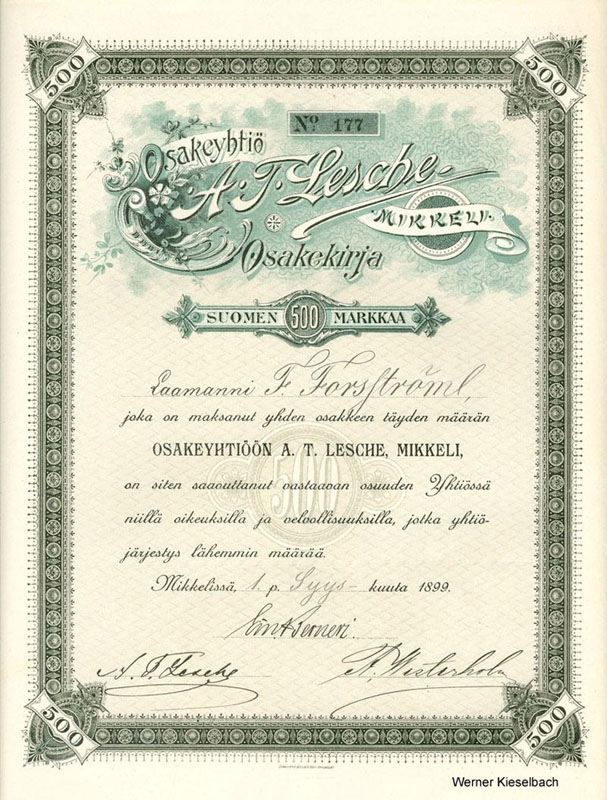 500
500
No 177
Osakeyhtiö
A. T. Lesche
MIKKELI.
Osakekirja
SUOMEN 500 MARKKAA
Laamanni F. Forsström
joka on maksanut yhden osakkeen täyden määrän
OSAKEYHTIÖÖN A. T. LESCHE, MIKKELI,
500
on siten saavuttanut vastaavan osuuden Yhtiössä
niillä oikeuksilla ja velvollisuuksilla, jotka yhtiö-
järjestys lähemmin määrää.
Mikkelissä, 1 p. Syys- kuuta 1899.
A. T. Lesche
500
500
Werner Kieselbach